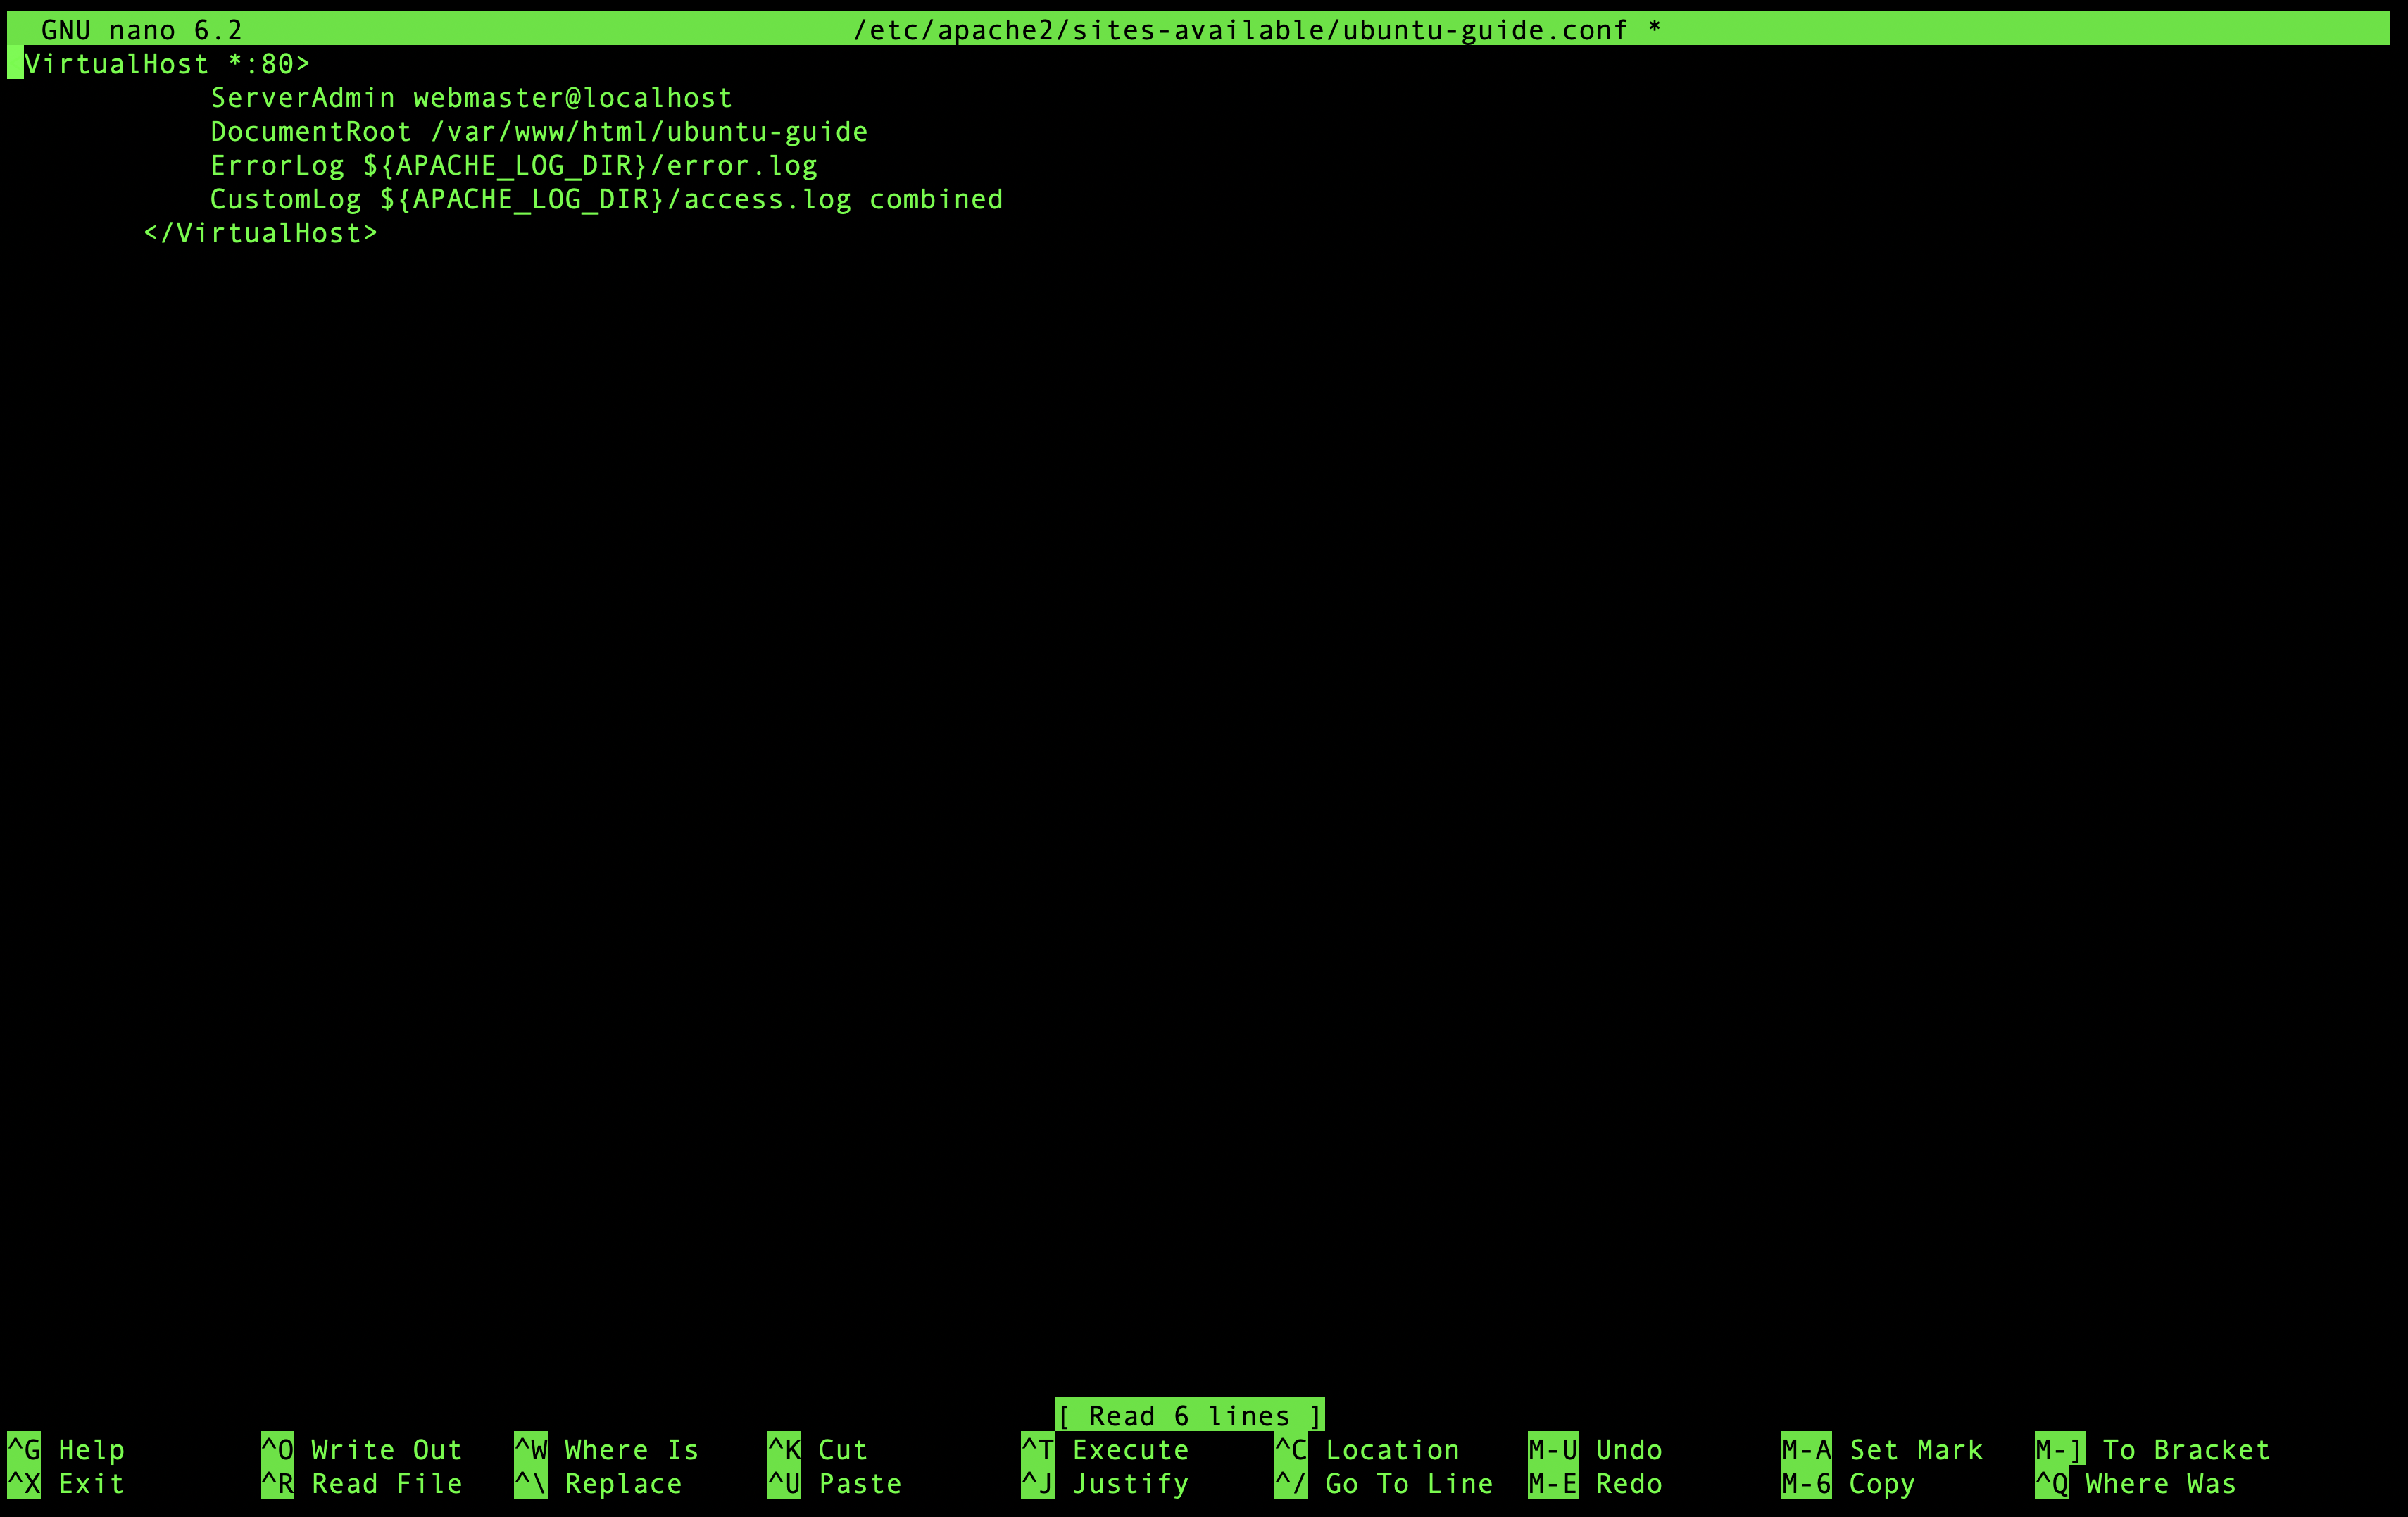 GNU nano 6.2 /etc/apache2/sites-available/ubuntu-guide.conf *
VirtualHost *:80>
ServerAdmin webmaster@localhost
DocumentRoot /var/www/html/ubuntu-guide
ErrorLog ${APACHE_LOG_DIR}/error.log
CustomLog ${APACHE_LOG_DIR}/access.log combined
</VirtualHost>
[ Read 6 lines ]
^G Help ^O Write Out ^W Where Is ^K Cut ^T Execute ^C Location M-U Undo M-A Set Mark M-] To Bracket
^X Exit ^R Read File ^\ Replace ^U Paste ^J Justify ^/ Go To Line M-E Redo M-6 Copy ^Q Where Was